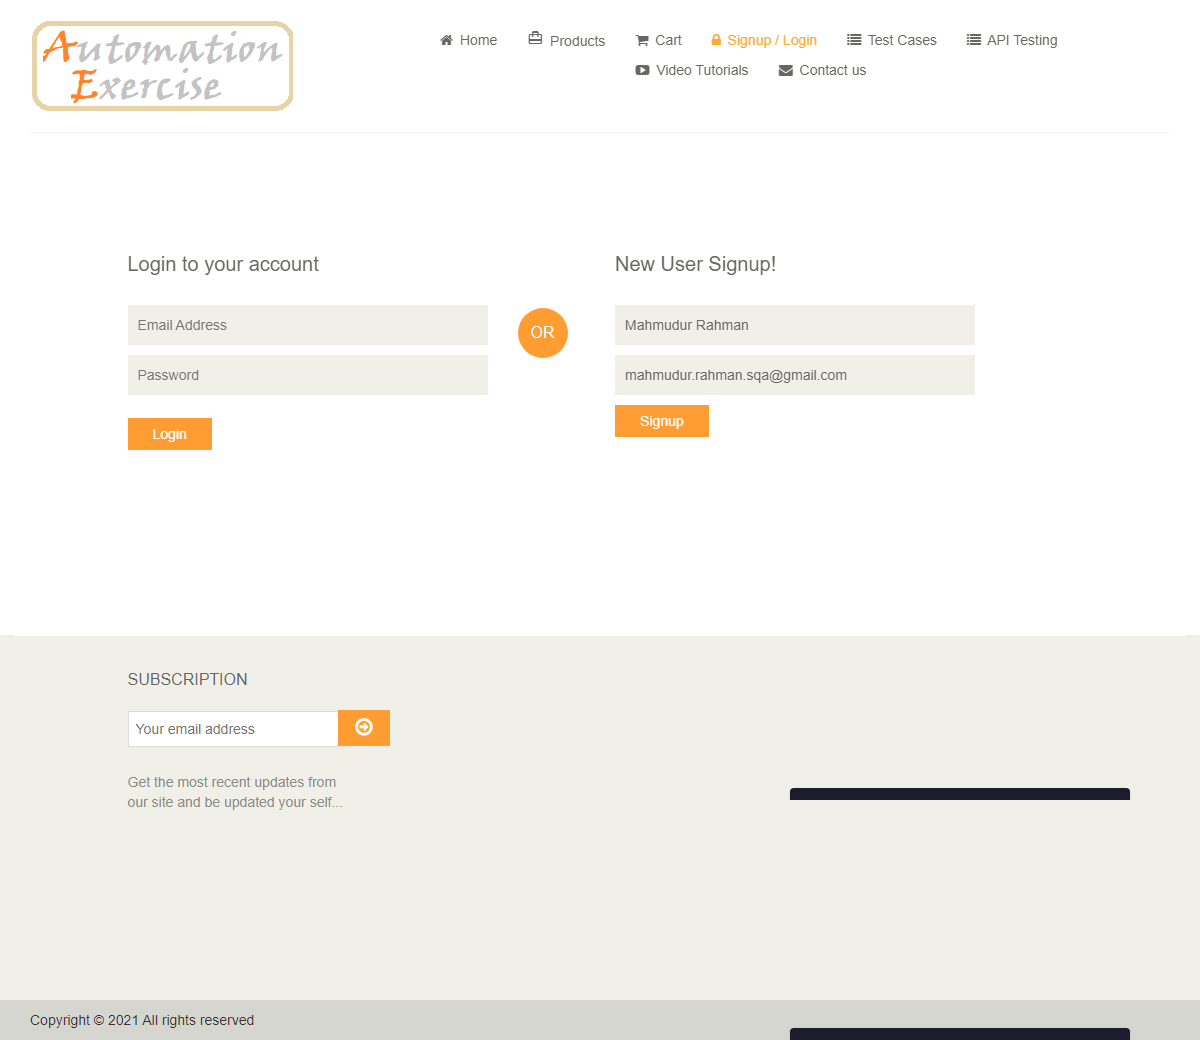 Automation
Exercise
Home
Products
Cart
Signup / Login
Test Cases
API Testing
Video Tutorials
Contact us
Login to your account
Email Address
Password
Login
OR
New User Signup!
Mahmudur Rahman
mahmudur.rahman.sqa@gmail.com
Signup
SUBSCRIPTION
Your email address
Get the most recent updates from
our site and be updated your self...
Copyright © 2021 All rights reserved